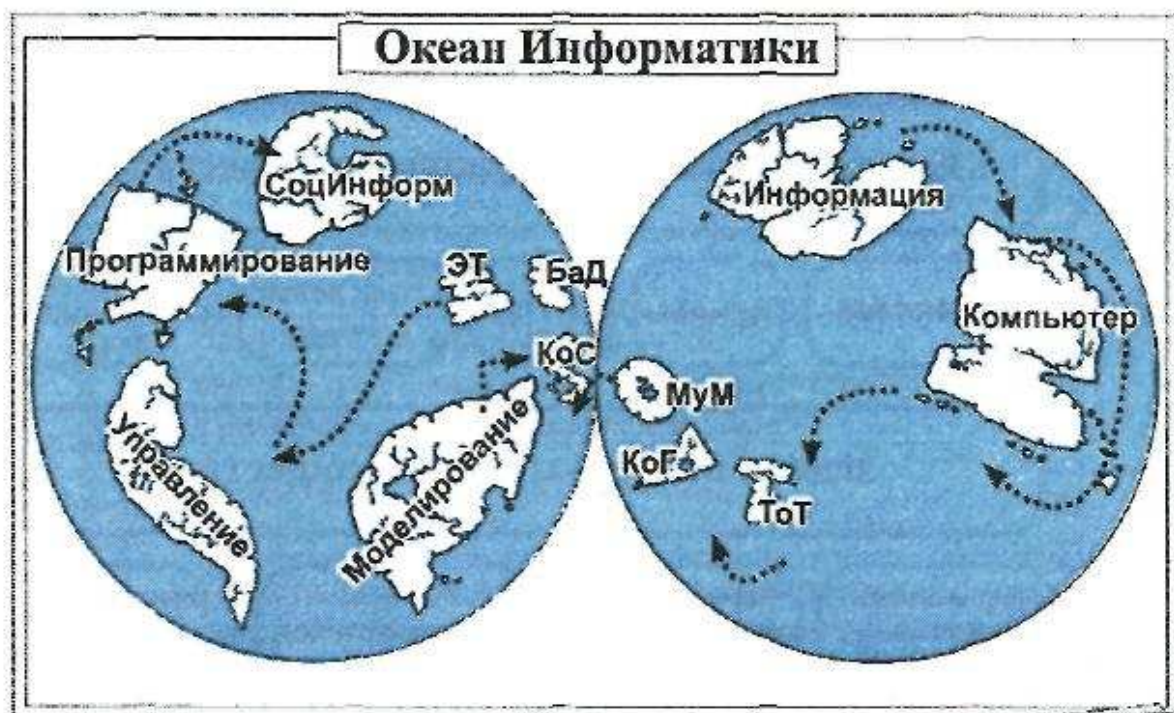 Океан Информатики
СоцИнформ
Программирование
ЭТ
БаД
КоС
Управление
Моделирование
Информация
Компьютер
МуМ
КоГ
ТоТ